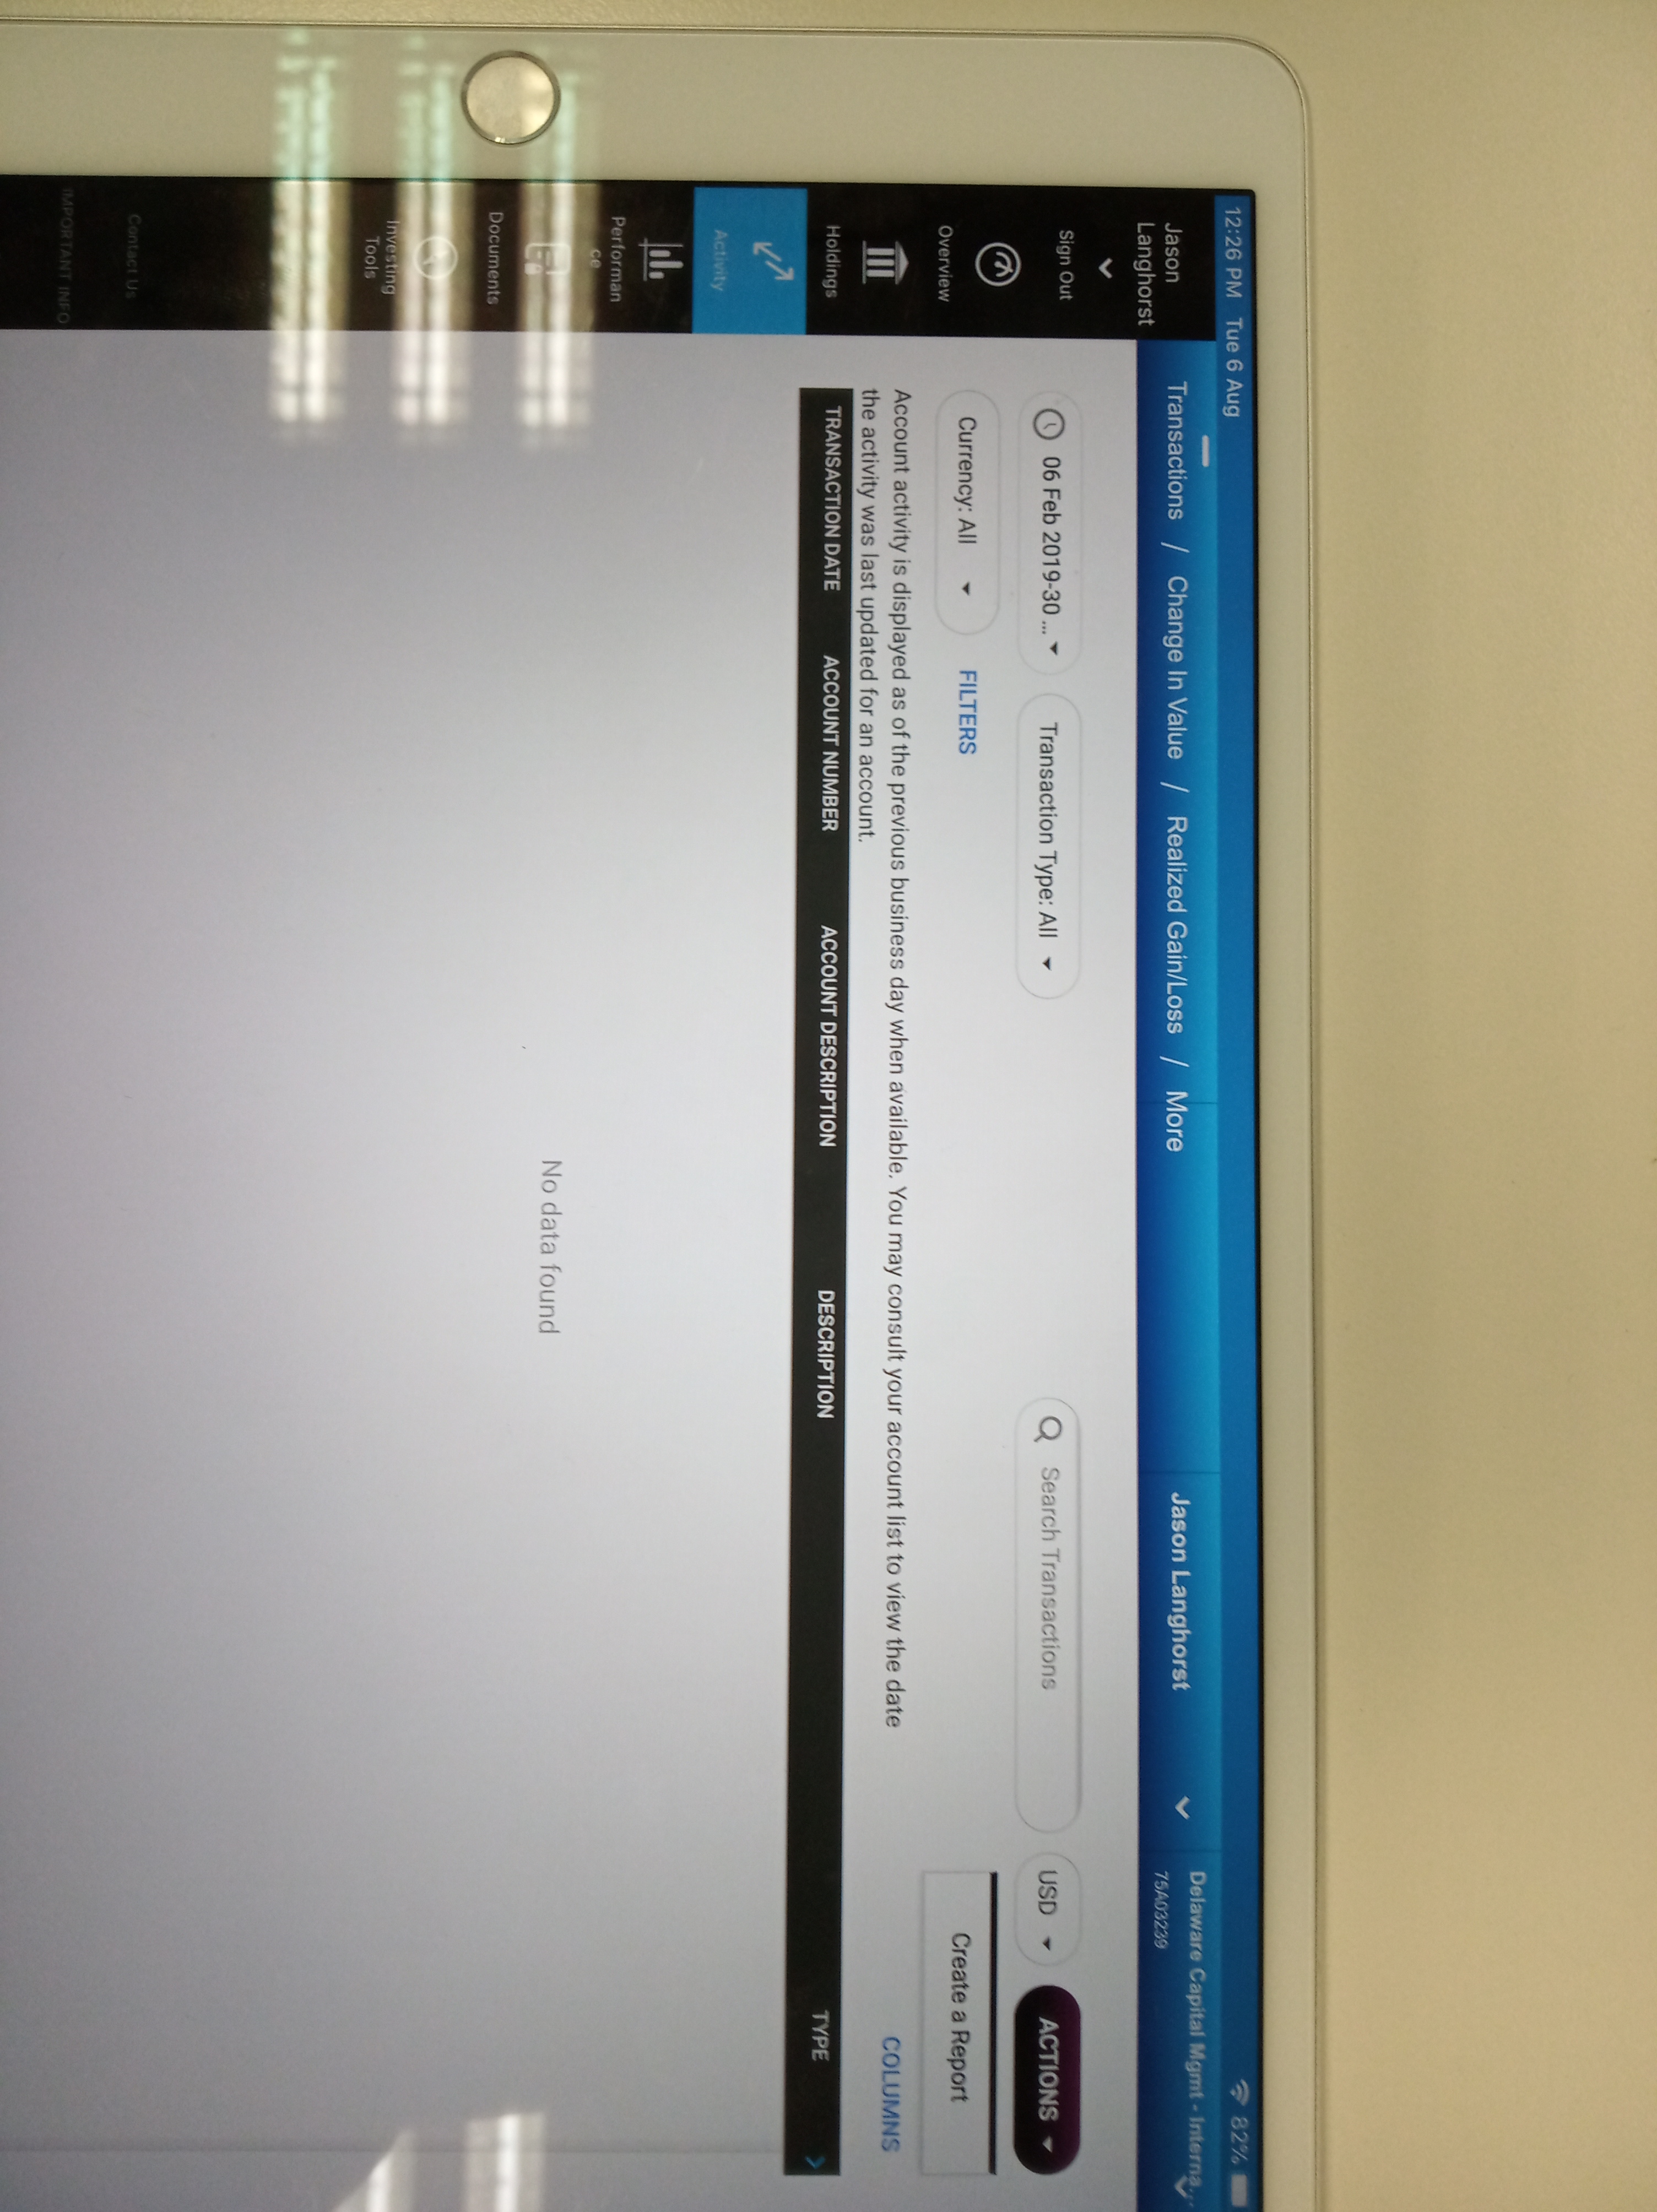 12:26 PM Tue 6 Aug
82%
Jason
Langhorst
Sign Out
Overview
Holdings
Activity
Performan
ce
Documents
Investing
Tools
Contact Us
IMPORTANT INFO
Transactions / Change In Value / Realized Gain/Loss / More
Jason Langhorst
Delaware Capital Mgmt - Interna...
75A03239
06 Feb 2019-30 ...
Transaction Type: All
Search Transactions
USD
ACTIONS
Currency: All
FILTERS
Create a Report
Account activity is displayed as of the previous business day when available. You may consult your account list to view the date
the activity was last updated for an account.
COLUMNS
TRANSACTION DATE ACCOUNT NUMBER ACCOUNT DESCRIPTION DESCRIPTION TYPE
No data found